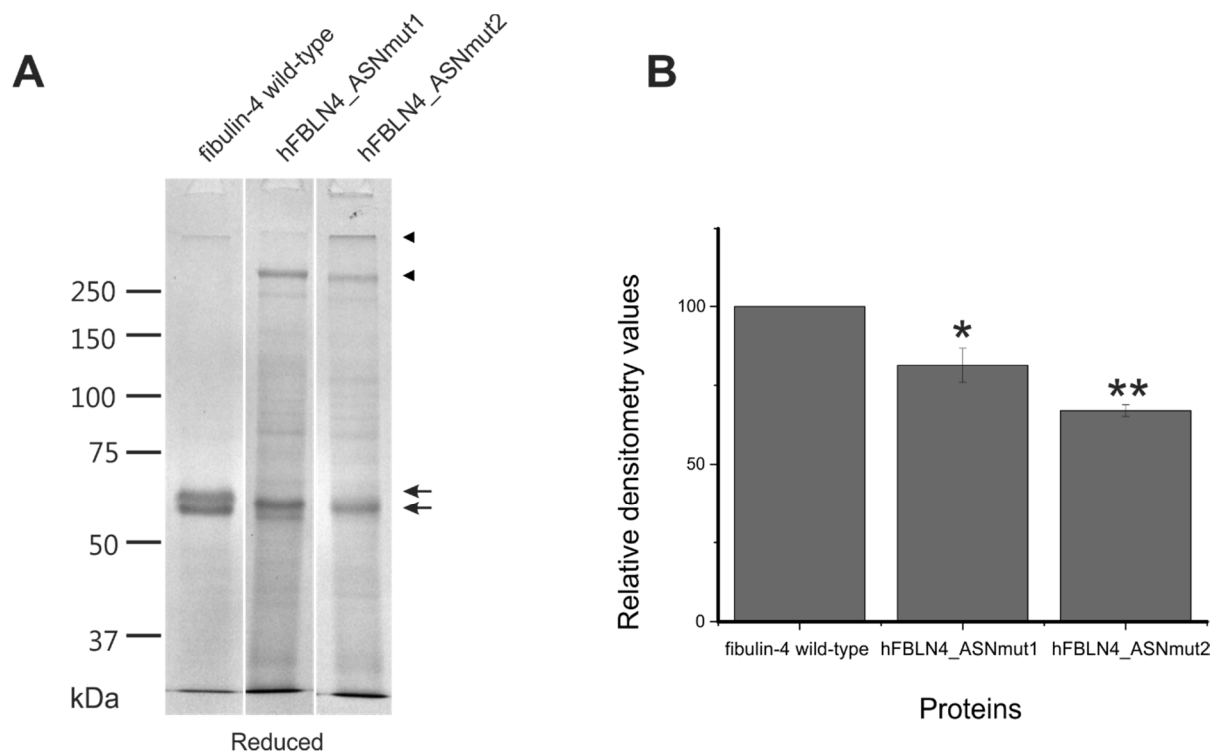 A
fibulin-4 wild-type
hFBLN4_ASNmut1
hFBLN4_ASNmut2
250
150
100
75
50
37
kDa
Reduced
B
Relative densitometry values
100
50
0
*
**
fibulin-4 wild-type hFBLN4_ASNmut1 hFBLN4_ASNmut2
Proteins